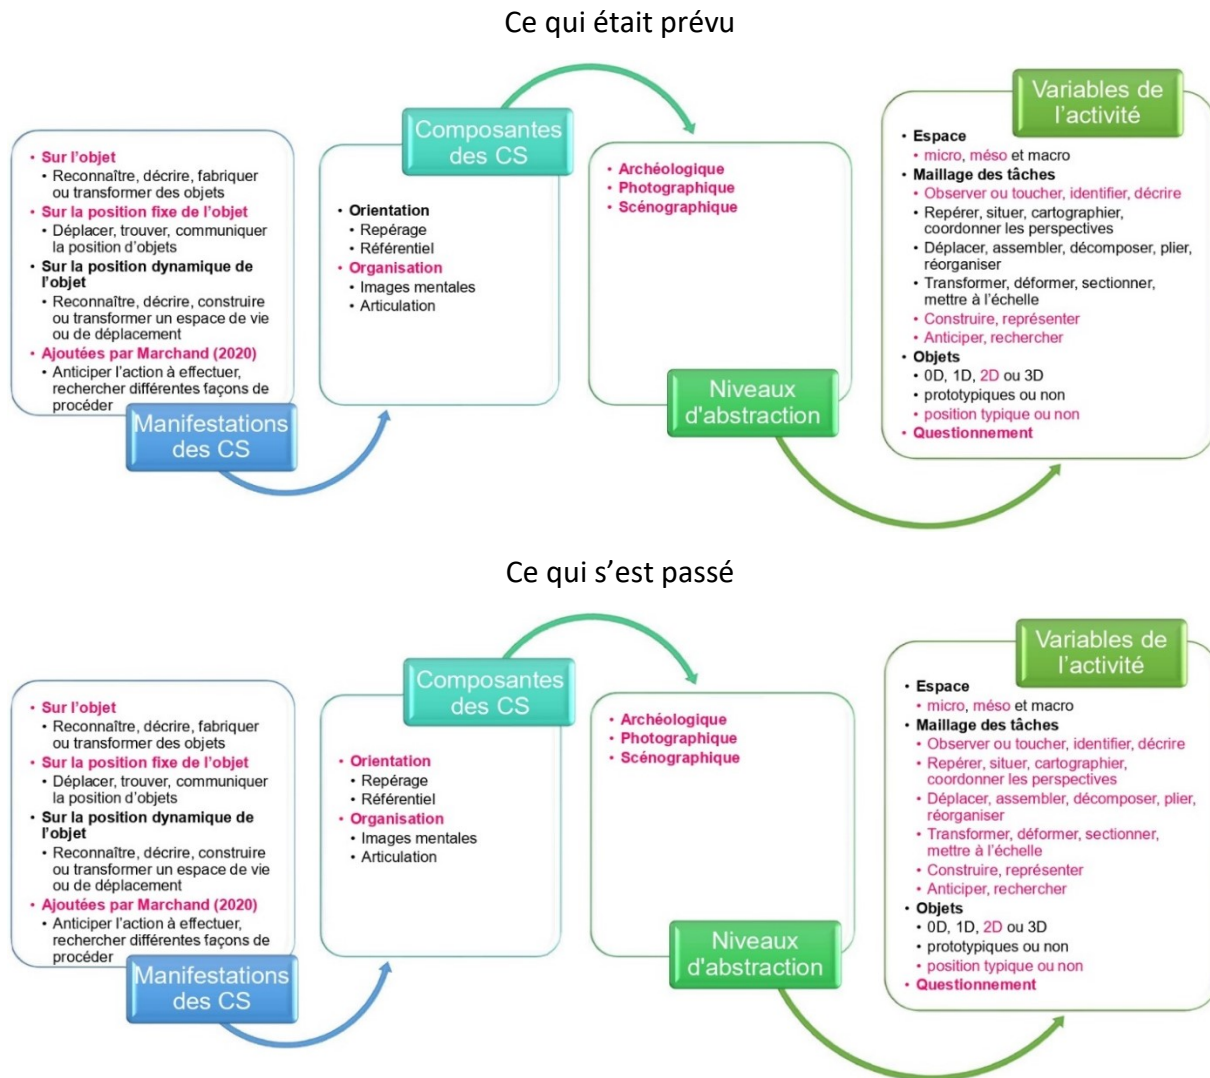 Ce qui était prévu
Manifestations
des CS
• Sur l'objet
• Reconnaître, décrire, fabriquer
ou transformer des objets
• Sur la position fixe de l'objet
• Déplacer, trouver, communiquer
la position d'objets
• Sur la position dynamique de
l'objet
• Reconnaître, décrire, construire
ou transformer un espace de vie
ou de déplacement
• Ajoutées par Marchand (2020)
• Anticiper l'action à effectuer,
rechercher différentes façons de
procéder
Composantes
des CS
• Orientation
• Repérage
• Référentiel
• Organisation
• Images mentales
• Articulation
• Archéologique
• Photographique
• Scénographique
Niveaux
d'abstraction
Variables de
l'activité
• Espace
• micro, méso et macro
• Maillage des tâches
• Observer ou toucher, identifier, décrire
• Repérer, situer, cartographier,
coordonner les perspectives
• Déplacer, assembler, décomposer, plier,
réorganiser
• Transformer, déformer, sectionner,
mettre à l'échelle
• Construire, représenter
• Anticiper, rechercher
• Objets
• 0D, 1D, 2D ou 3D
• prototypiques ou non
• position typique ou non
• Questionnement
Ce qui s'est passé
• Sur l'objet
• Reconnaître, décrire, fabriquer
ou transformer des objets
• Sur la position fixe de l'objet
• Déplacer, trouver, communiquer
la position d'objets
• Sur la position dynamique de
l'objet
• Reconnaître, décrire, construire
ou transformer un espace de vie
ou de déplacement
• Ajoutées par Marchand (2020)
• Anticiper l'action à effectuer,
rechercher différentes façons de
procéder
Manifestations
des CS
Composantes
des CS
• Orientation
• Repérage
• Référentiel
• Organisation
• Images mentales
• Articulation
• Archéologique
• Photographique
• Scénographique
Niveaux
d'abstraction
Variables de
l'activité
• Espace
• micro, méso et macro
• Maillage des tâches
• Observer ou toucher, identifier, décrire
• Repérer, situer, cartographier,
coordonner les perspectives
• Déplacer, assembler, décomposer, plier,
réorganiser
• Transformer, déformer, sectionner,
mettre à l'échelle
• Construire, représenter
• Anticiper, rechercher
• Objets
• 0D, 1D, 2D ou 3D
• prototypiques ou non
• position typique ou non
• Questionnement